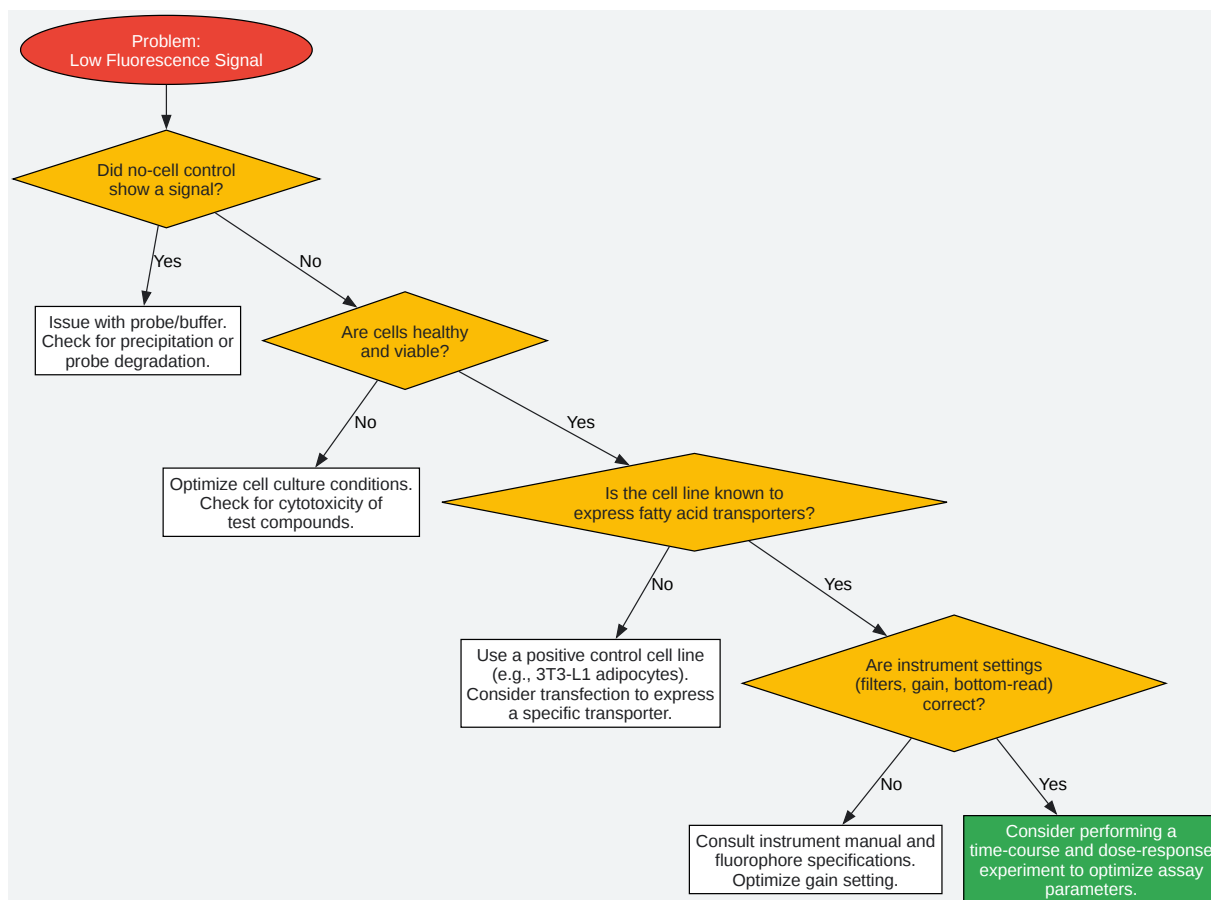 Problem:
Low Fluorescence Signal
Did no-cell control
show a signal?
Yes
No
Issue with probe/buffer.
Check for precipitation or
probe degradation.
Are cells healthy
and viable?
No
Yes
Optimize cell culture conditions.
Check for cytotoxicity of
test compounds.
Is the cell line known to
express fatty acid transporters?
No
Yes
Use a positive control cell line
(e.g., 3T3-L1 adipocytes).
Consider transfection to express
a specific transporter.
Are instrument settings
(filters, gain, bottom-read)
correct?
No
Yes
Consult instrument manual and
fluorophore specifications.
Optimize gain setting.
Consider performing a
time-course and dose-response
experiment to optimize assay
parameters.